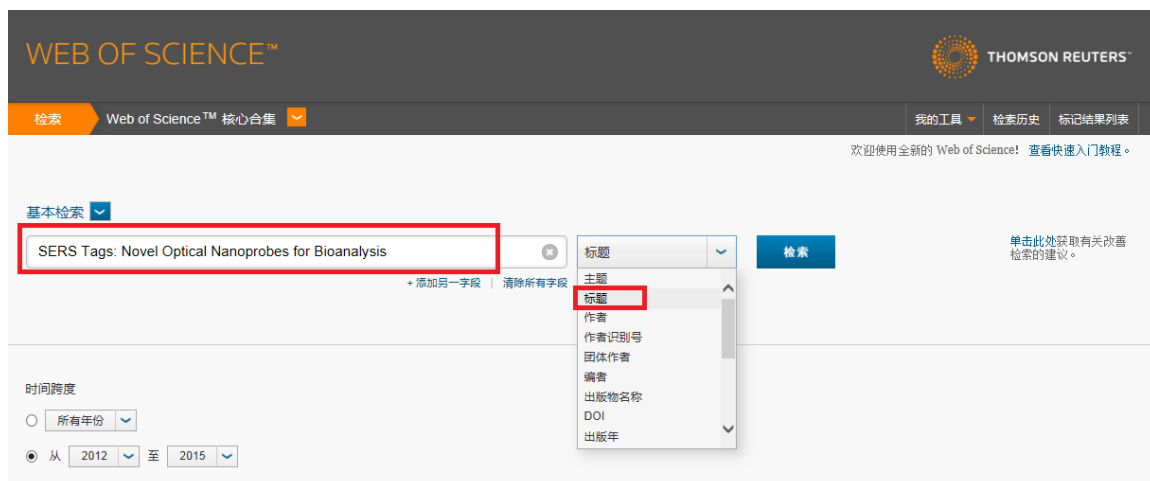 WEB OF SCIENCE™
THOMSON REUTERS™
检索
Web of Science™ 核心合集
我的工具
检索历史
标记结果列表
欢迎使用全新的 Web of Science! 查看快速入门教程。
基本检索
SERS Tags: Novel Optical Nanoprobes for Bioanalysis
标题
检索
单击此处获取有关改善
检索的建议。
+ 添加另一字段 | 清除所有字段
主题
标题
作者
作者识别号
团体作者
编者
出版物名称
DOI
出版年
时间跨度
所有年份
从 2012 至 2015